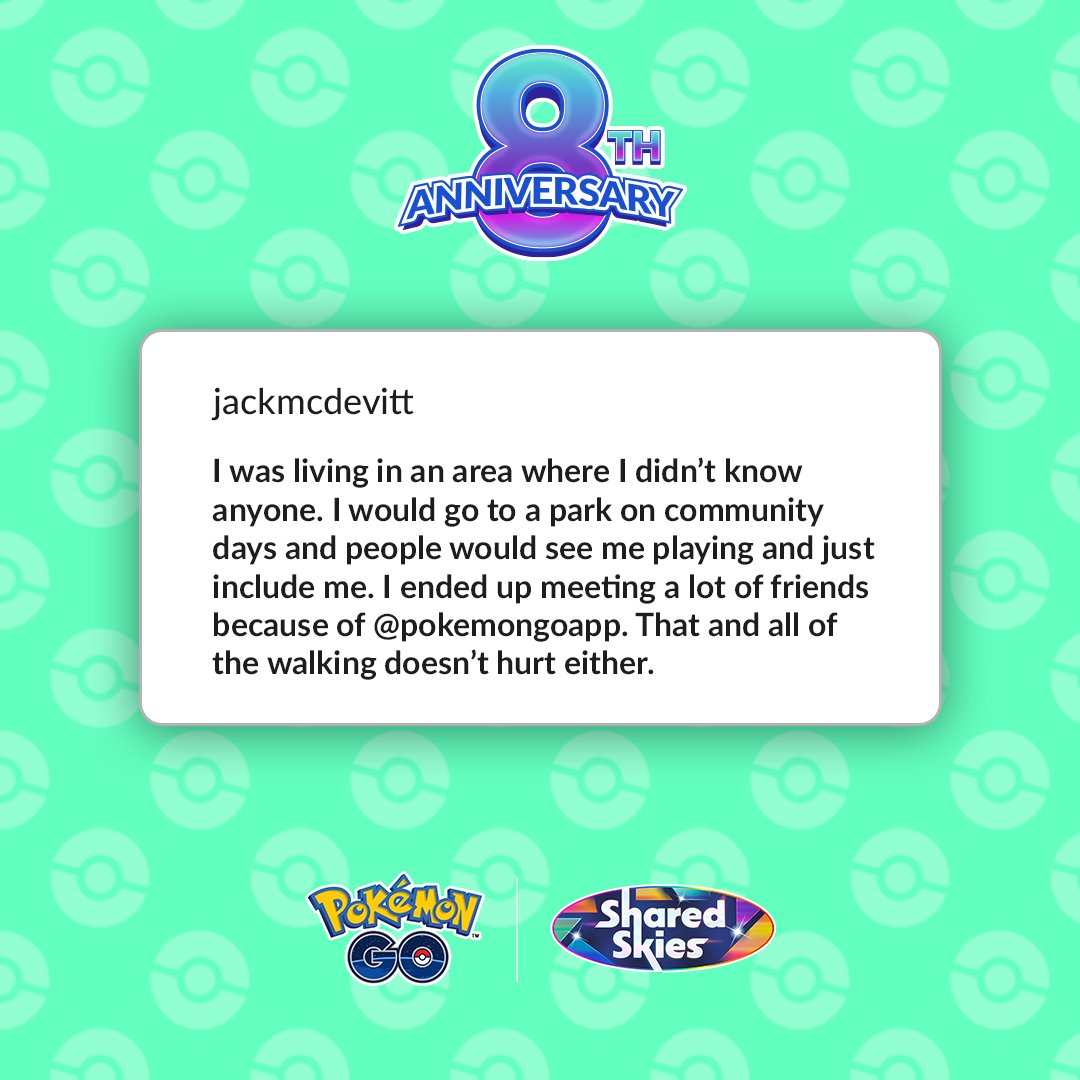 8TH
ANNIVERSARY
jackmcdevitt
I was living in an area where I didn’t know
anyone. I would go to a park on community
days and people would see me playing and just
include me. I ended up meeting a lot of friends
because of @pokemongoapp. That and all of
the walking doesn’t hurt either.
POKéMON
GO
Shared
Skies